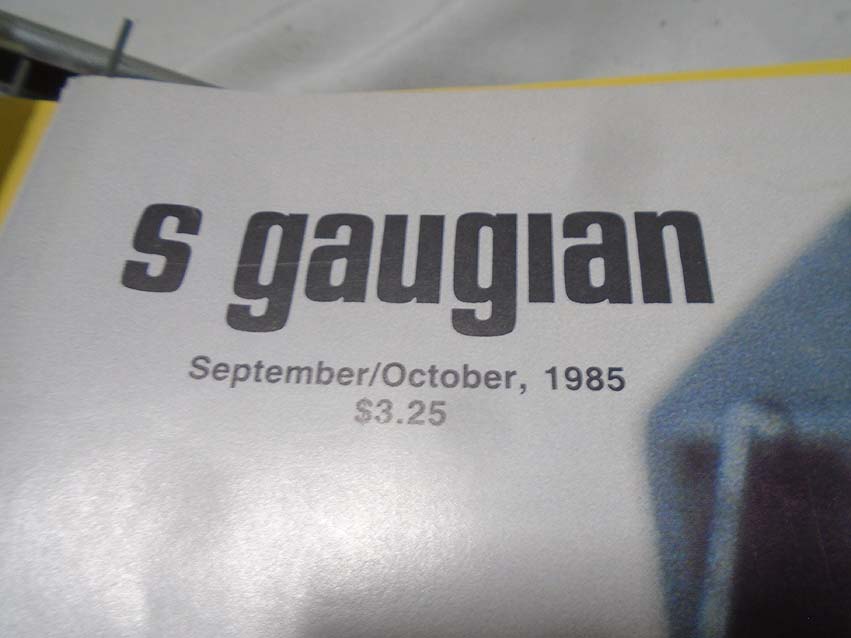 s gaugian
September/October, 1985
$3.25